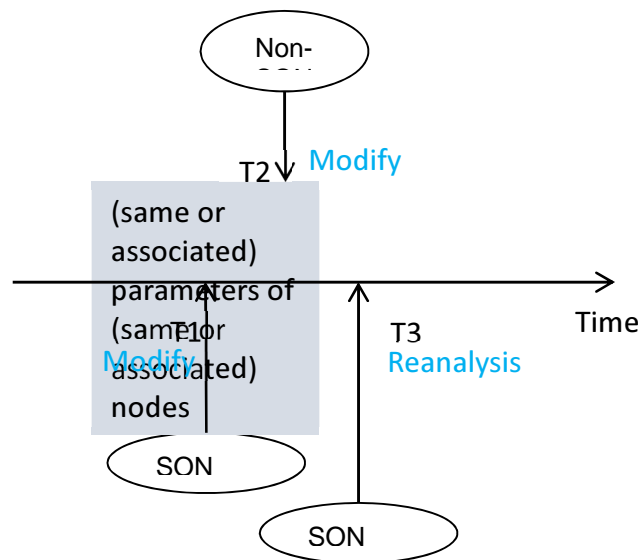 Non-
T2
Modify
(same or
associated)
parameters of
(same or
associated)
nodes
T1
Modify
Time
T3
Reanalysis
SON
SON